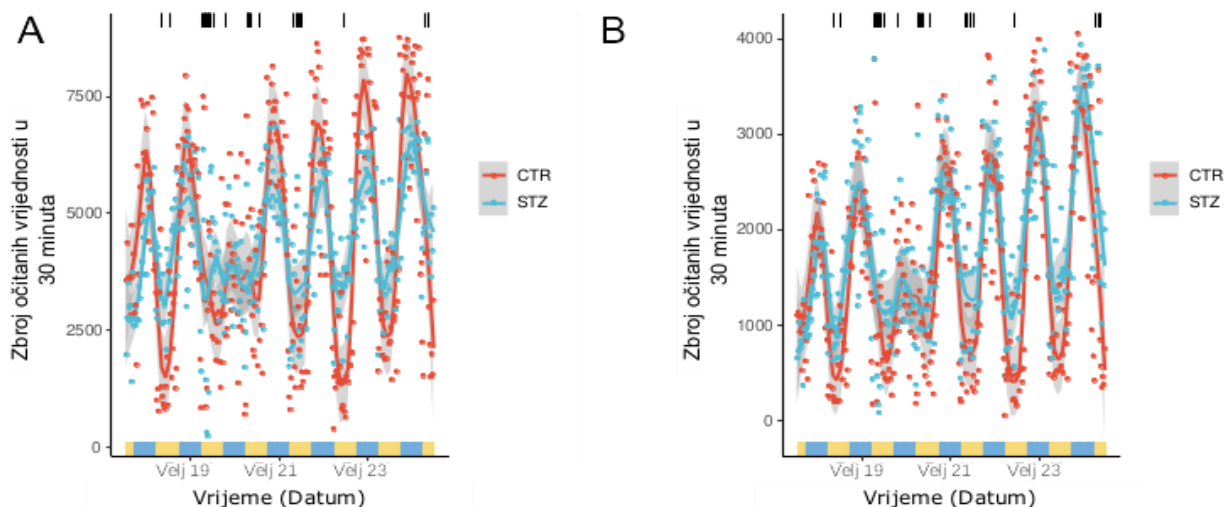 A
Zbroj očitanih vrijednosti u
30 minuta
7500
5000
2500
0
Velj 19
Velj 21
Velj 23
Vrijeme (Datum)
CTR
STZ
B
Zbroj očitanih vrijednosti u
30 minuta
4000
3000
2000
1000
0
Velj 19
Velj 21
Velj 23
Vrijeme (Datum)
CTR
STZ